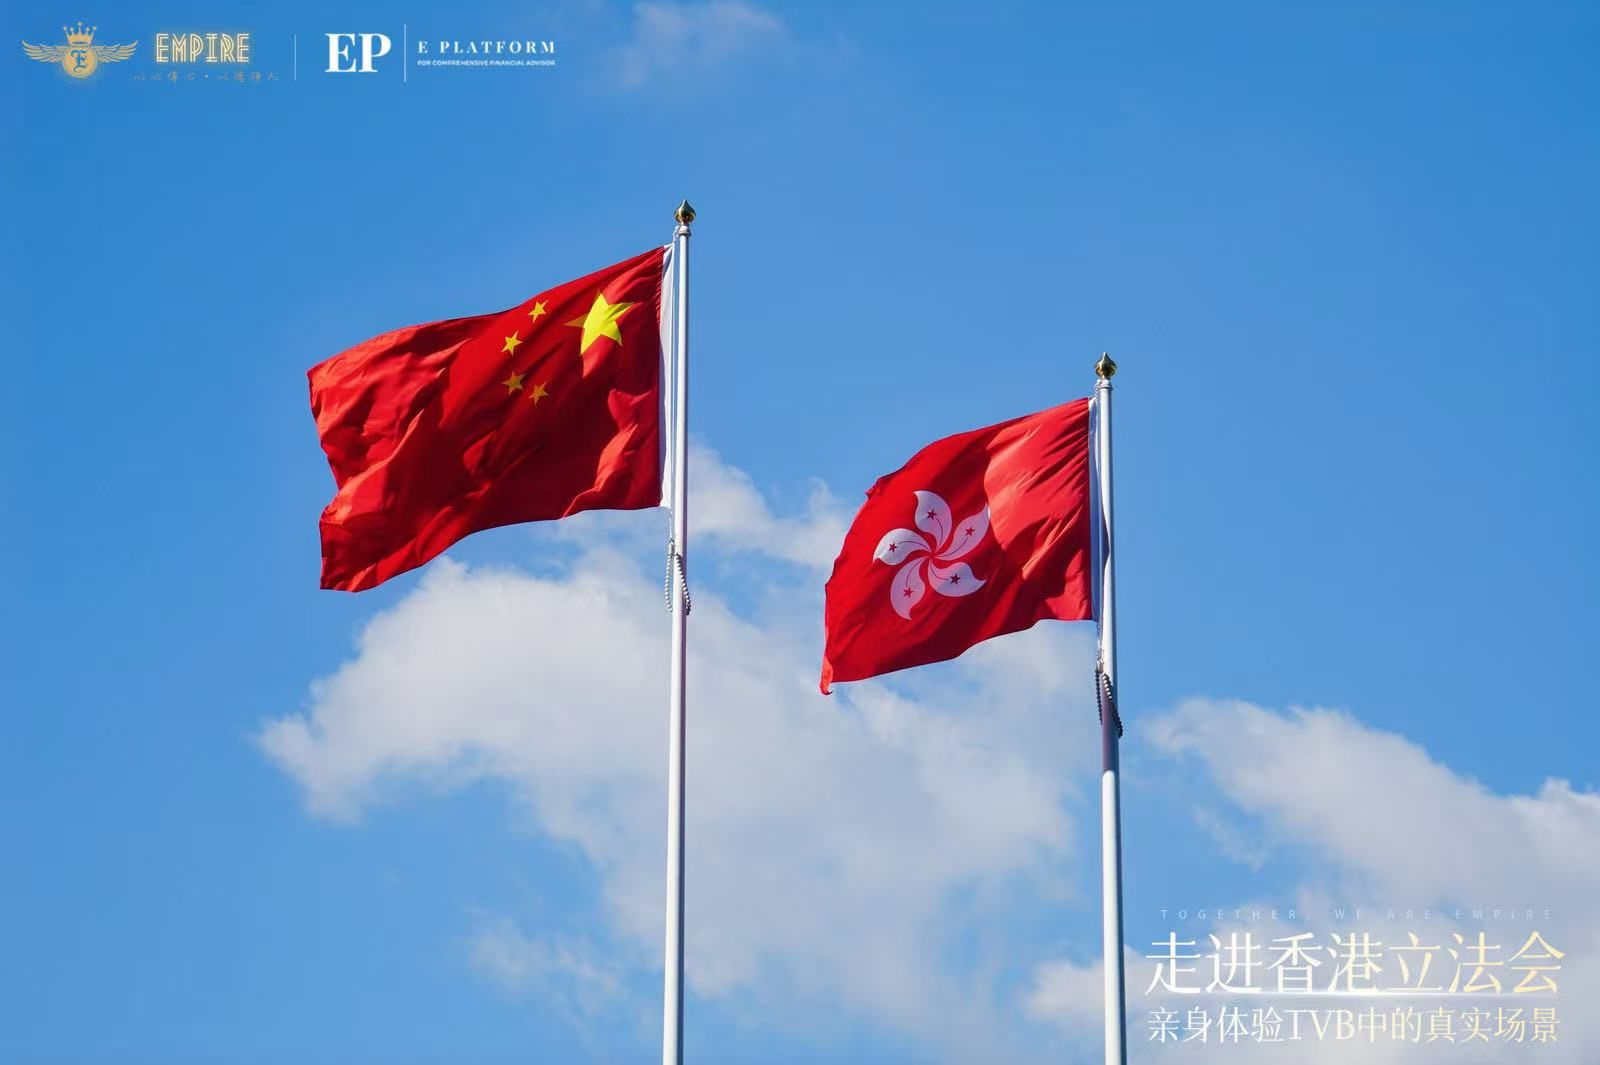 EMPIRE
以心傳心·以德待人
EP
E PLATFORM
FOR COMPREHENSIVE FINANCIAL ADVISOR
TOGETHER, WE ARE EMPIRE
走进香港立法会
亲身体验TVB中的真实场景